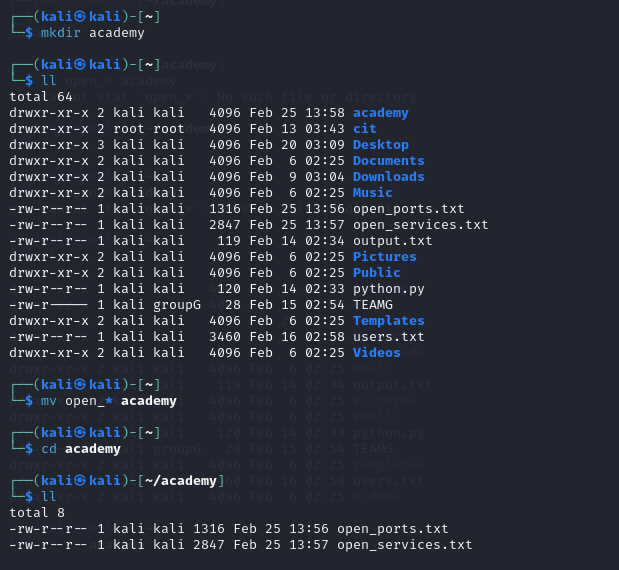 ┌──(kali㉿kali)-[~]
└─$ mkdir academy
┌──(kali㉿kali)-[~]
└─$ ll
total 64
drwxr-xr-x 2 kali kali 4096 Feb 25 13:58 academy
drwxr-xr-x 2 root root 4096 Feb 13 03:43 cit
drwxr-xr-x 3 kali kali 4096 Feb 20 03:09 Desktop
drwxr-xr-x 2 kali kali 4096 Feb  6 02:25 Documents
drwxr-xr-x 2 kali kali 4096 Feb  9 03:04 Downloads
drwxr-xr-x 2 kali kali 4096 Feb  6 02:25 Music
-rw-r--r-- 1 kali kali 1316 Feb 25 13:56 open_ports.txt
-rw-r--r-- 1 kali kali 2847 Feb 25 13:57 open_services.txt
-rw-r--r-- 1 kali kali 119 Feb 14 02:34 output.txt
drwxr-xr-x 2 kali kali 4096 Feb  6 02:25 Pictures
drwxr-xr-x 2 kali kali 4096 Feb  6 02:25 Public
-rw-r--r-- 1 kali kali 120 Feb 14 02:33 python.py
-rw-r----- 1 kali groupG 28 Feb 15 02:54 TEAMG
drwxr-xr-x 2 kali kali 4096 Feb  6 02:25 Templates
-rw-r--r-- 1 kali kali 3460 Feb 16 02:58 users.txt
drwxr-xr-x 2 kali kali 4096 Feb  6 02:25 Videos
┌──(kali㉿kali)-[~]
└─$ mv open_* academy
┌──(kali㉿kali)-[~]
└─$ cd academy
┌──(kali㉿kali)-[~/academy]
└─$ ll
total 8
-rw-r--r-- 1 kali kali 1316 Feb 25 13:56 open_ports.txt
-rw-r--r-- 1 kali kali 2847 Feb 25 13:57 open_services.txt